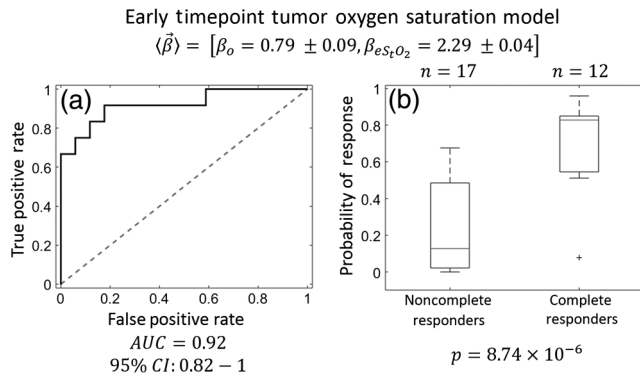 Early timepoint tumor oxygen saturation model
⟨β⃗⟩ = [β_o = 0.79 ± 0.09, β_{eS_tO_2} = 2.29 ± 0.04]
n = 17
n = 12
(a)
(b)
True positive rate
1
0.8
0.6
0.4
0.2
0
0
0.2
0.4
0.6
0.8
1
False positive rate
AUC = 0.92
95% CI: 0.82 − 1
Probability of response
1
0.8
0.6
0.4
0.2
0
Noncomplete
responders
Complete
responders
p = 8.74 × 10⁻⁶